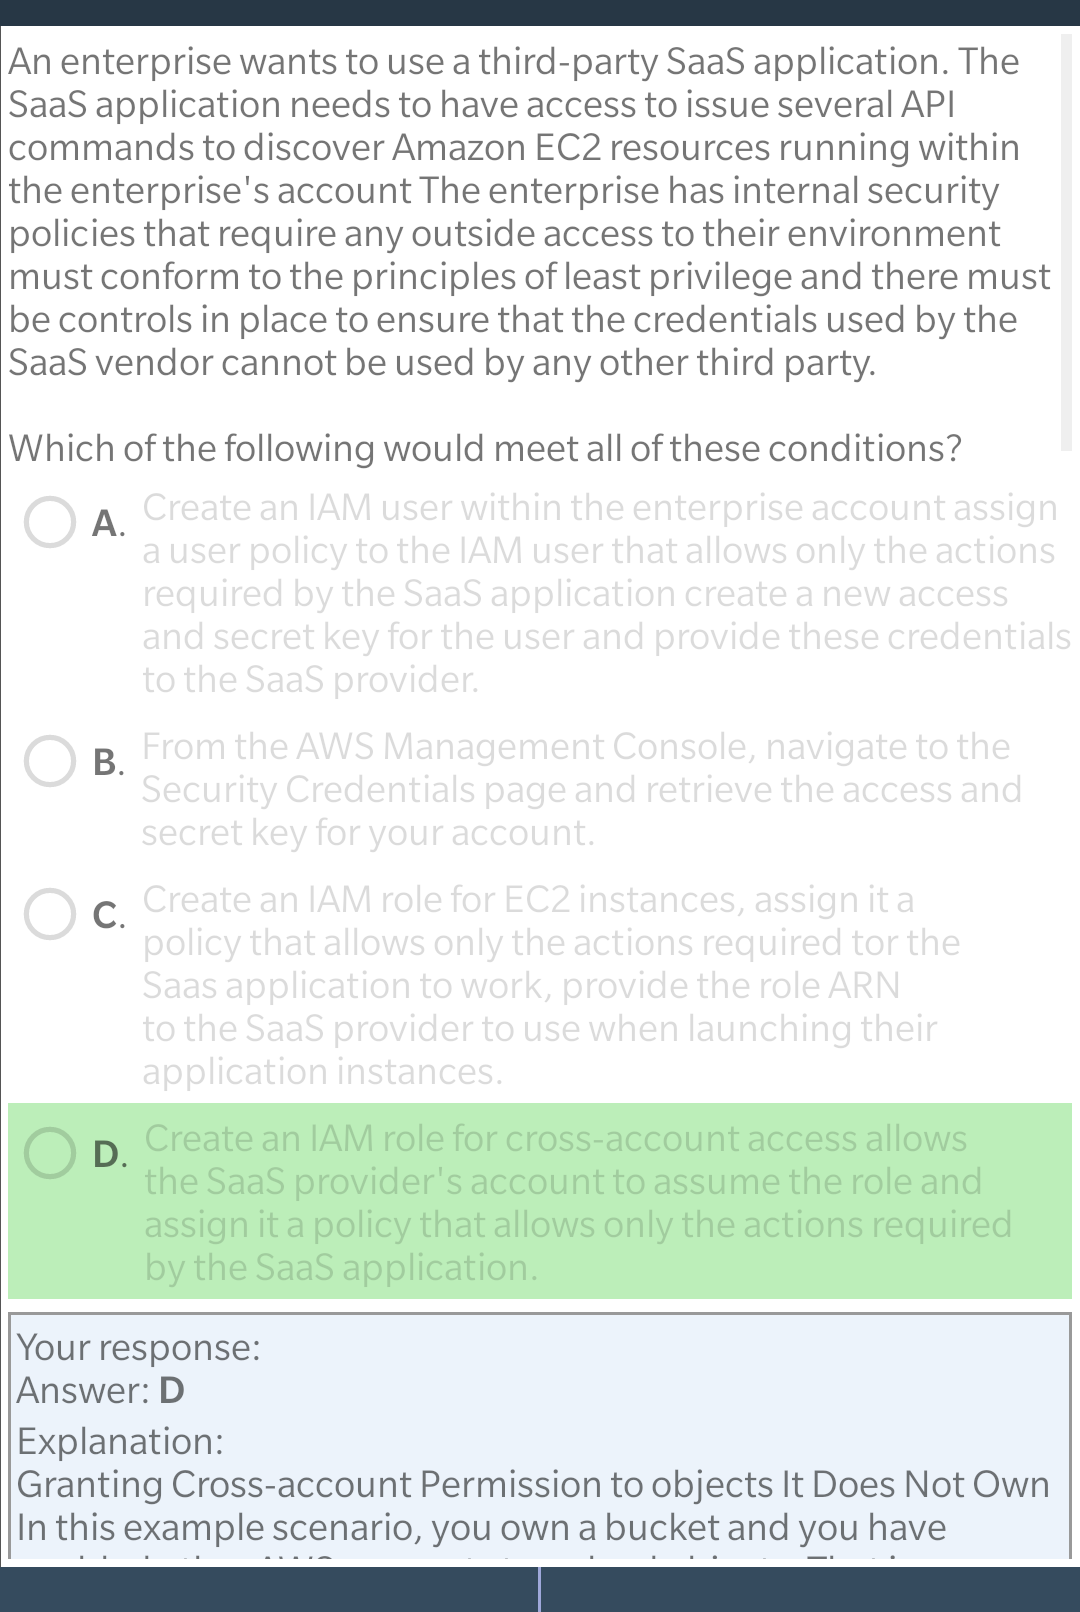 An enterprise wants to use a third-party SaaS application. The
SaaS application needs to have access to issue several API
commands to discover Amazon EC2 resources running within
the enterprise's account The enterprise has internal security
policies that require any outside access to their environment
must conform to the principles of least privilege and there must
be controls in place to ensure that the credentials used by the
SaaS vendor cannot be used by any other third party.
Which of the following would meet all of these conditions?
A. Create an IAM user within the enterprise account assign
a user policy to the IAM user that allows only the actions
required by the SaaS application create a new access
and secret key for the user and provide these credentials
to the SaaS provider.
B. From the AWS Management Console, navigate to the
Security Credentials page and retrieve the access and
secret key for your account.
C. Create an IAM role for EC2 instances, assign it a
policy that allows only the actions required tor the
Saas application to work, provide the role ARN
to the SaaS provider to use when launching their
application instances.
D. Create an IAM role for cross-account access allows
the SaaS provider's account to assume the role and
assign it a policy that allows only the actions required
by the SaaS application.
Your response:
Answer: D
Explanation:
Granting Cross-account Permission to objects It Does Not Own
In this example scenario, you own a bucket and you have